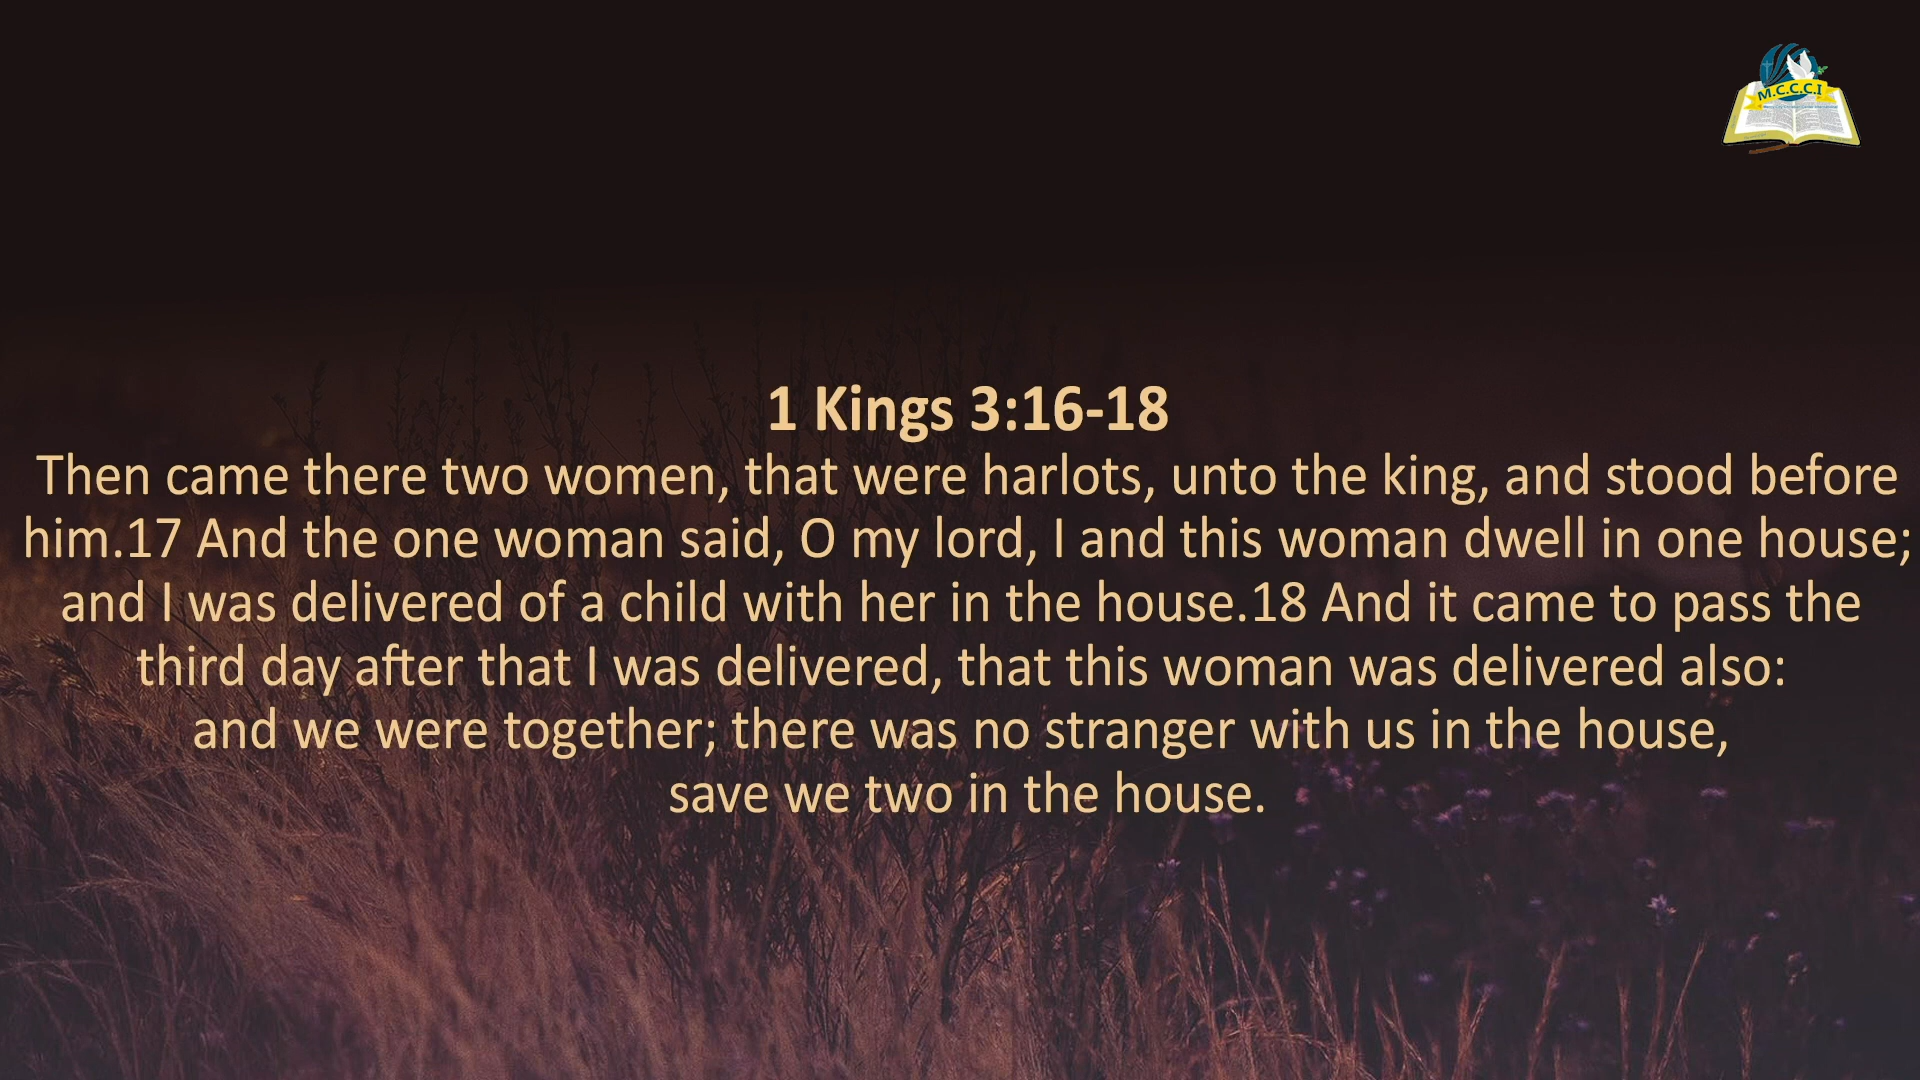 M.C.C.C.I
1 Kings 3:16-18
Then came there two women, that were harlots, unto the king, and stood before
him.17 And the one woman said, O my lord, I and this woman dwell in one house;
and I was delivered of a child with her in the house.18 And it came to pass the
third day after that I was delivered, that this woman was delivered also:
and we were together; there was no stranger with us in the house,
save we two in the house.